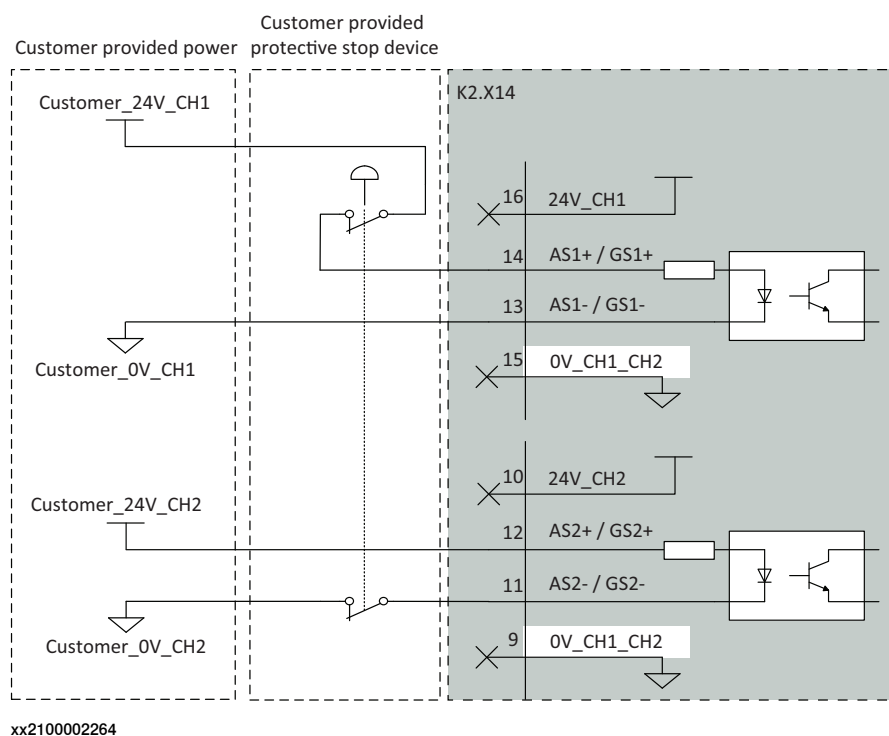 Customer provided power
Customer provided
protective stop device
K2.X14
Customer_24V_CH1
16 24V_CH1
14 AS1+ / GS1+
13 AS1- / GS1-
Customer_0V_CH1
15 0V_CH1_CH2
10 24V_CH2
Customer_24V_CH2
12 AS2+ / GS2+
11 AS2- / GS2-
Customer_0V_CH2
9 0V_CH1_CH2
xx2100002264